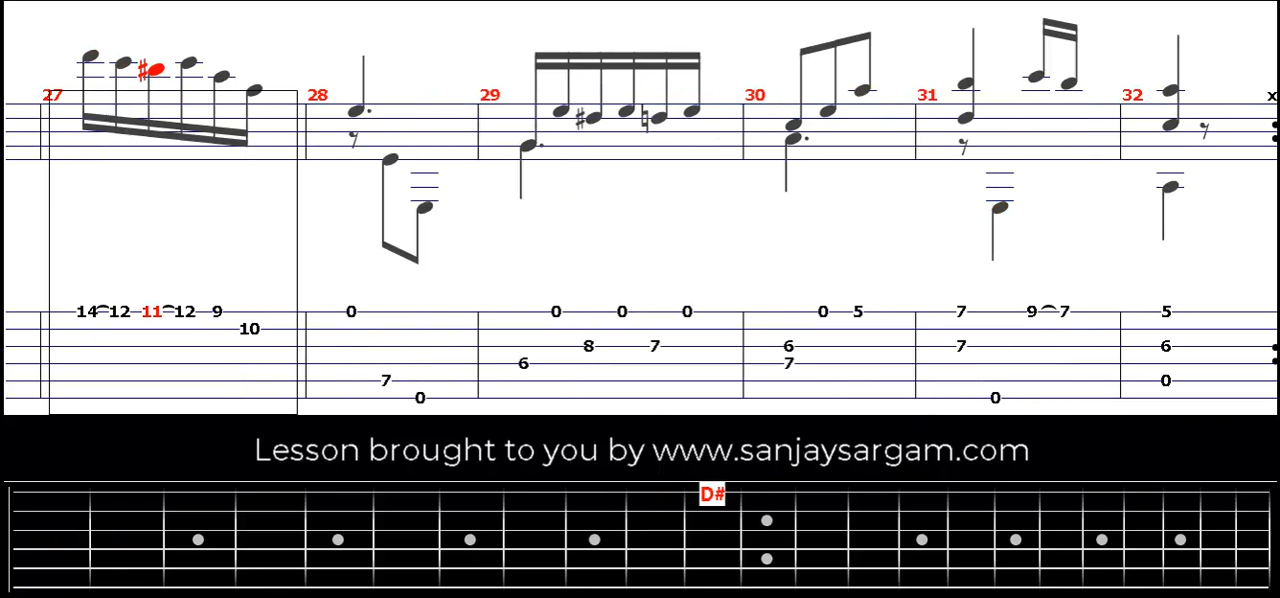 27 28 29 30 31 32 x
14 12 11 12 9 0 0 0 0 0 5 7 9 7 5
10
8 7 6 7 6
6 7
7 0
0 0
Lesson brought to you by www.sanjaysargam.com
D#